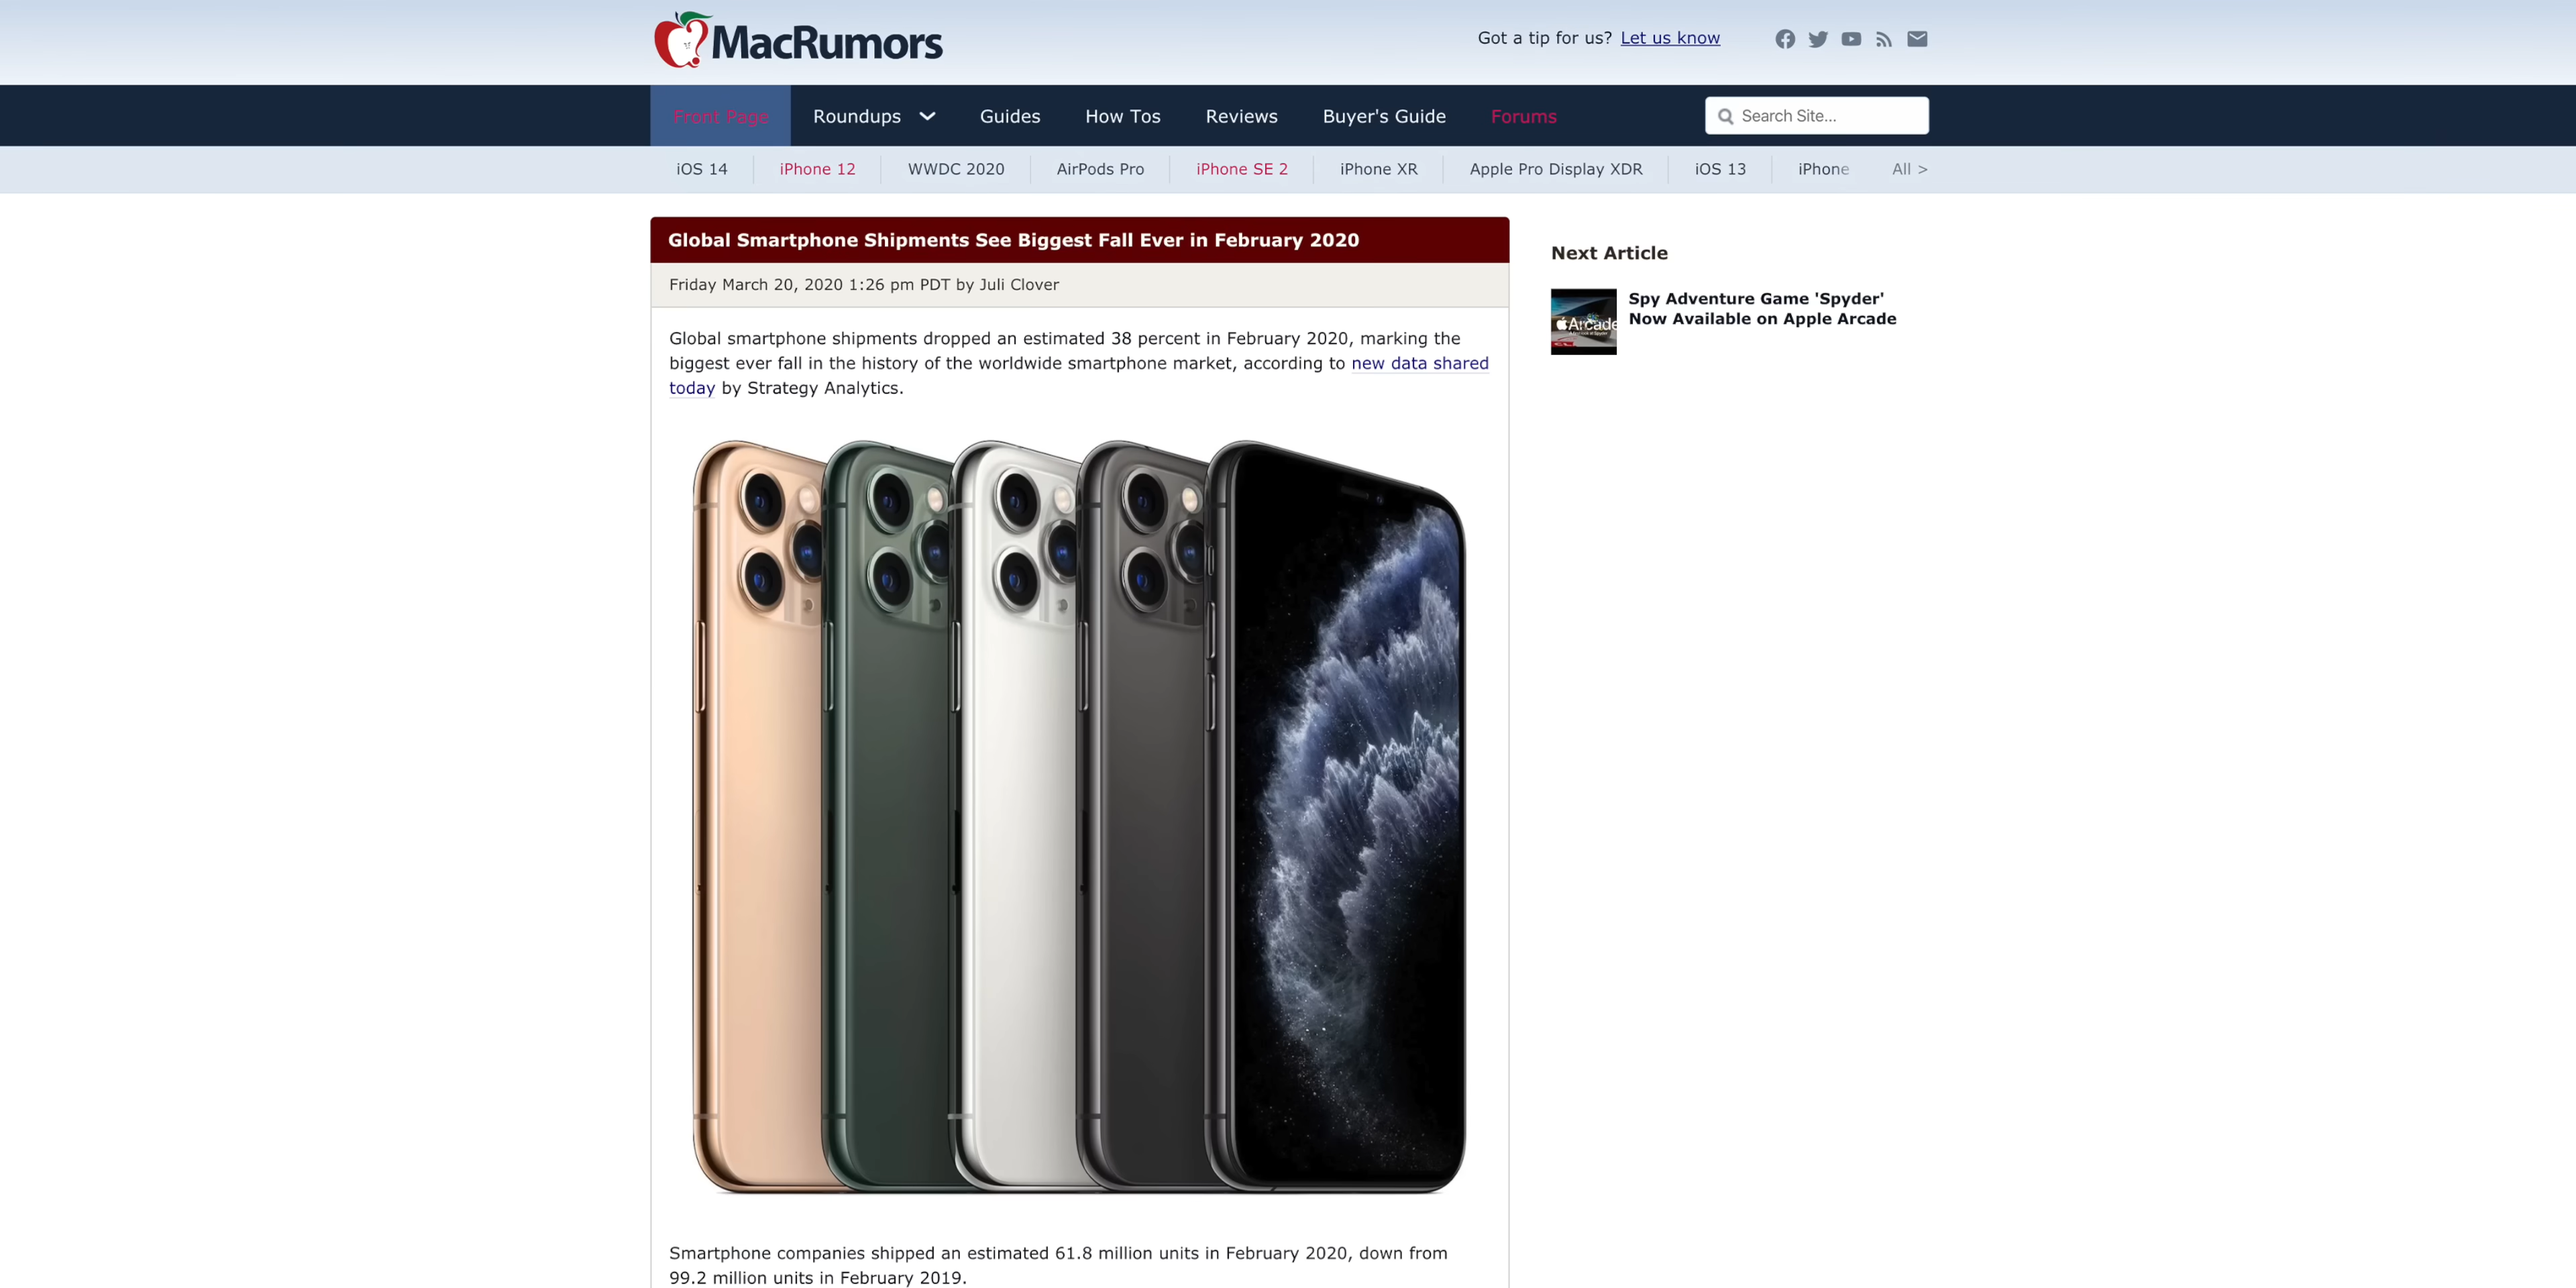 MacRumors
Got a tip for us? Let us know
Front Page
Roundups
Guides
How Tos
Reviews
Buyer's Guide
Forums
Search Site...
iOS 14
iPhone 12
WWDC 2020
AirPods Pro
iPhone SE 2
iPhone XR
Apple Pro Display XDR
iOS 13
iPhone
All >
Global Smartphone Shipments See Biggest Fall Ever in February 2020
Friday March 20, 2020 1:26 pm PDT by Juli Clover
Global smartphone shipments dropped an estimated 38 percent in February 2020, marking the
biggest ever fall in the history of the worldwide smartphone market, according to new data shared
today by Strategy Analytics.
Smartphone companies shipped an estimated 61.8 million units in February 2020, down from
99.2 million units in February 2019.
Next Article
Arcade
Spy Adventure Game 'Spyder'
Now Available on Apple Arcade